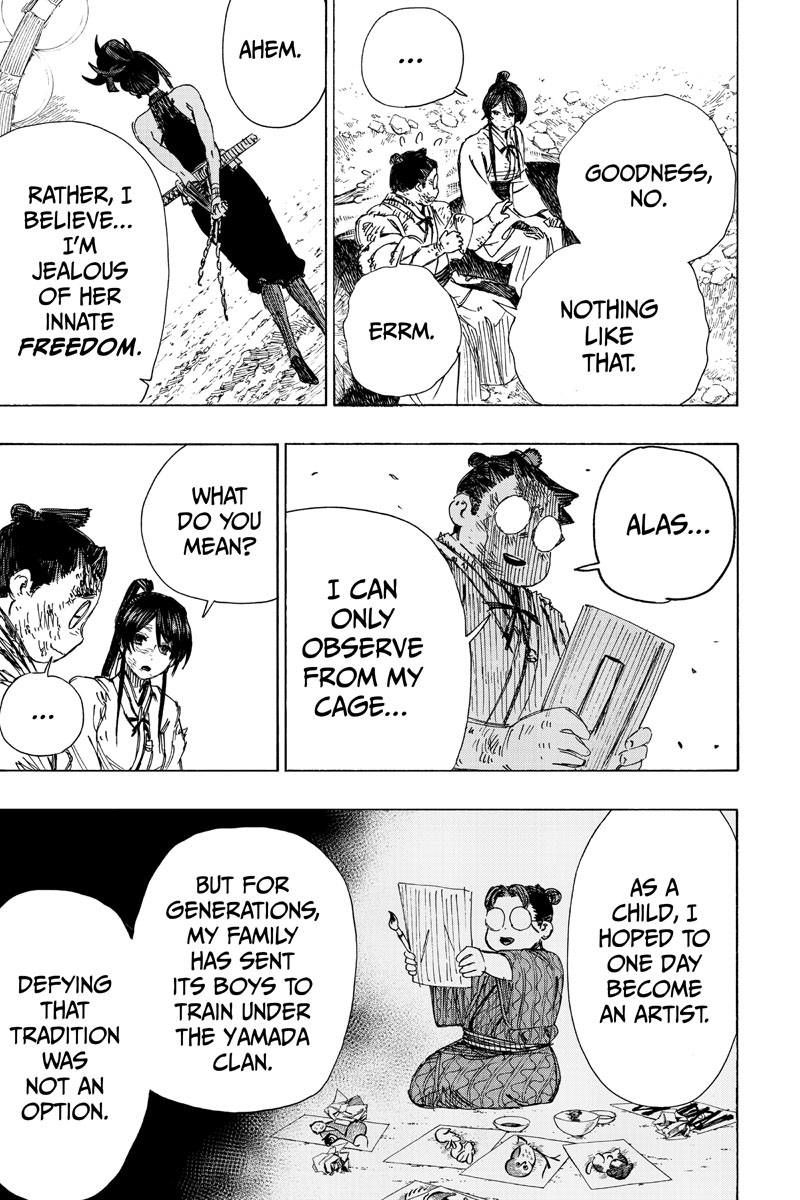 ...
GOODNESS,
NO.
NOTHING
LIKE
THAT.
ERRM.
AHEM.
RATHER, I
BELIEVE...
I'M
JEALOUS
OF HER
INNATE
FREEDOM.
ALAS...
I CAN
ONLY
OBSERVE
FROM MY
CAGE...
WHAT
DO YOU
MEAN?
...
AS A
CHILD, I
HOPED TO
ONE DAY
BECOME
AN ARTIST.
BUT FOR
GENERATIONS,
MY FAMILY
HAS SENT
ITS BOYS TO
TRAIN UNDER
THE YAMADA
CLAN.
DEFYING
THAT
TRADITION
WAS
NOT AN
OPTION.